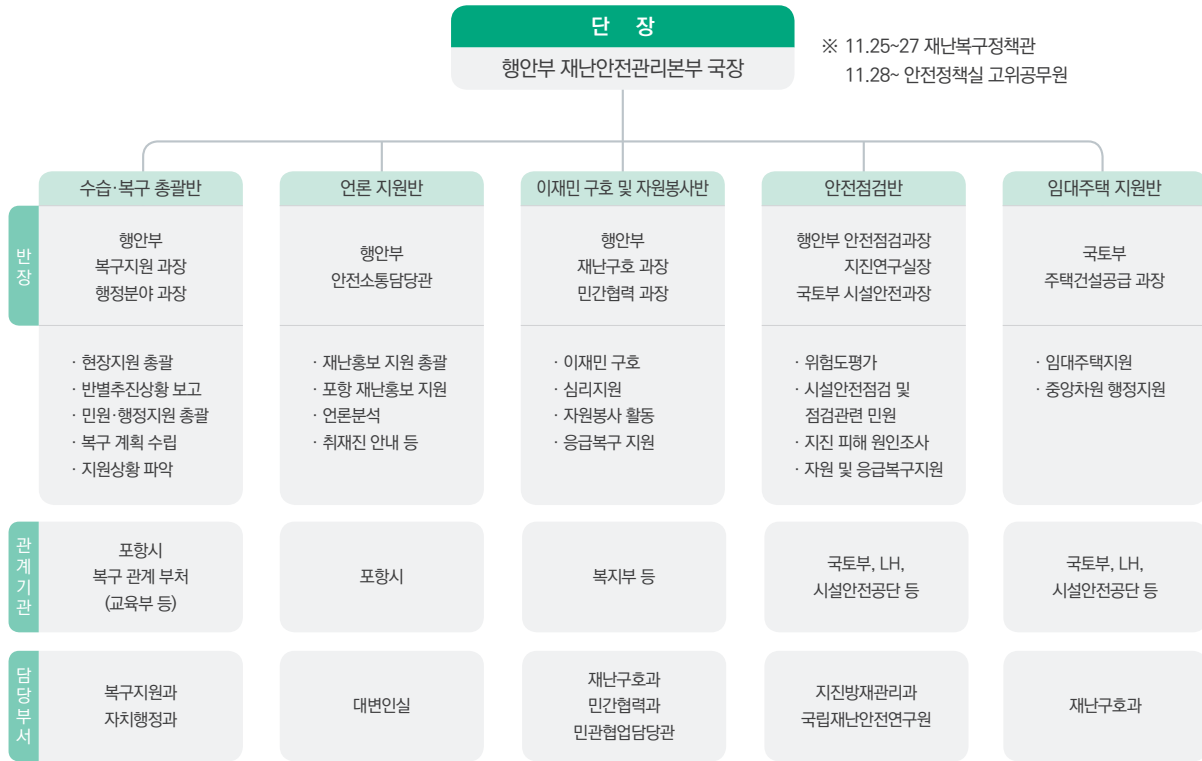 단 장
행안부 재난안전관리본부 국장
※ 11.25~27 재난복구정책관
11.28~ 안전정책실 고위공무원
수습·복구 총괄반
언론 지원반
이재민 구호 및 자원봉사반
안전점검반
임대주택 지원반
반장
행안부
복구지원 과장
행정분야 과장
행안부
안전소통담당관
행안부
재난구호 과장
민간협력 과장
행안부 안전점검과장
지진연구실장
국토부 시설안전과장
국토부
주택건설공급 과장
· 현장지원 총괄
· 반별추진상황 보고
· 민원·행정지원 총괄
· 복구 계획 수립
· 지원상황 파악
· 재난홍보 지원 총괄
· 포항 재난홍보 지원
· 언론분석
· 취재진 안내 등
· 이재민 구호
· 심리지원
· 자원봉사 활동
· 응급복구 지원
· 위험도평가
· 시설안전점검 및
점검관련 민원
· 지진 피해 원인조사
· 자원 및 응급복구지원
· 임대주택지원
· 중앙차원 행정지원
관계기관
포항시
복구 관계 부처
(교육부 등)
포항시
복지부 등
국토부, LH,
시설안전공단 등
국토부, LH,
시설안전공단 등
담당부서
복구지원과
자치행정과
대변인실
재난구호과
민간협력과
민관협업담당관
지진방재관리과
국립재난안전연구원
재난구호과